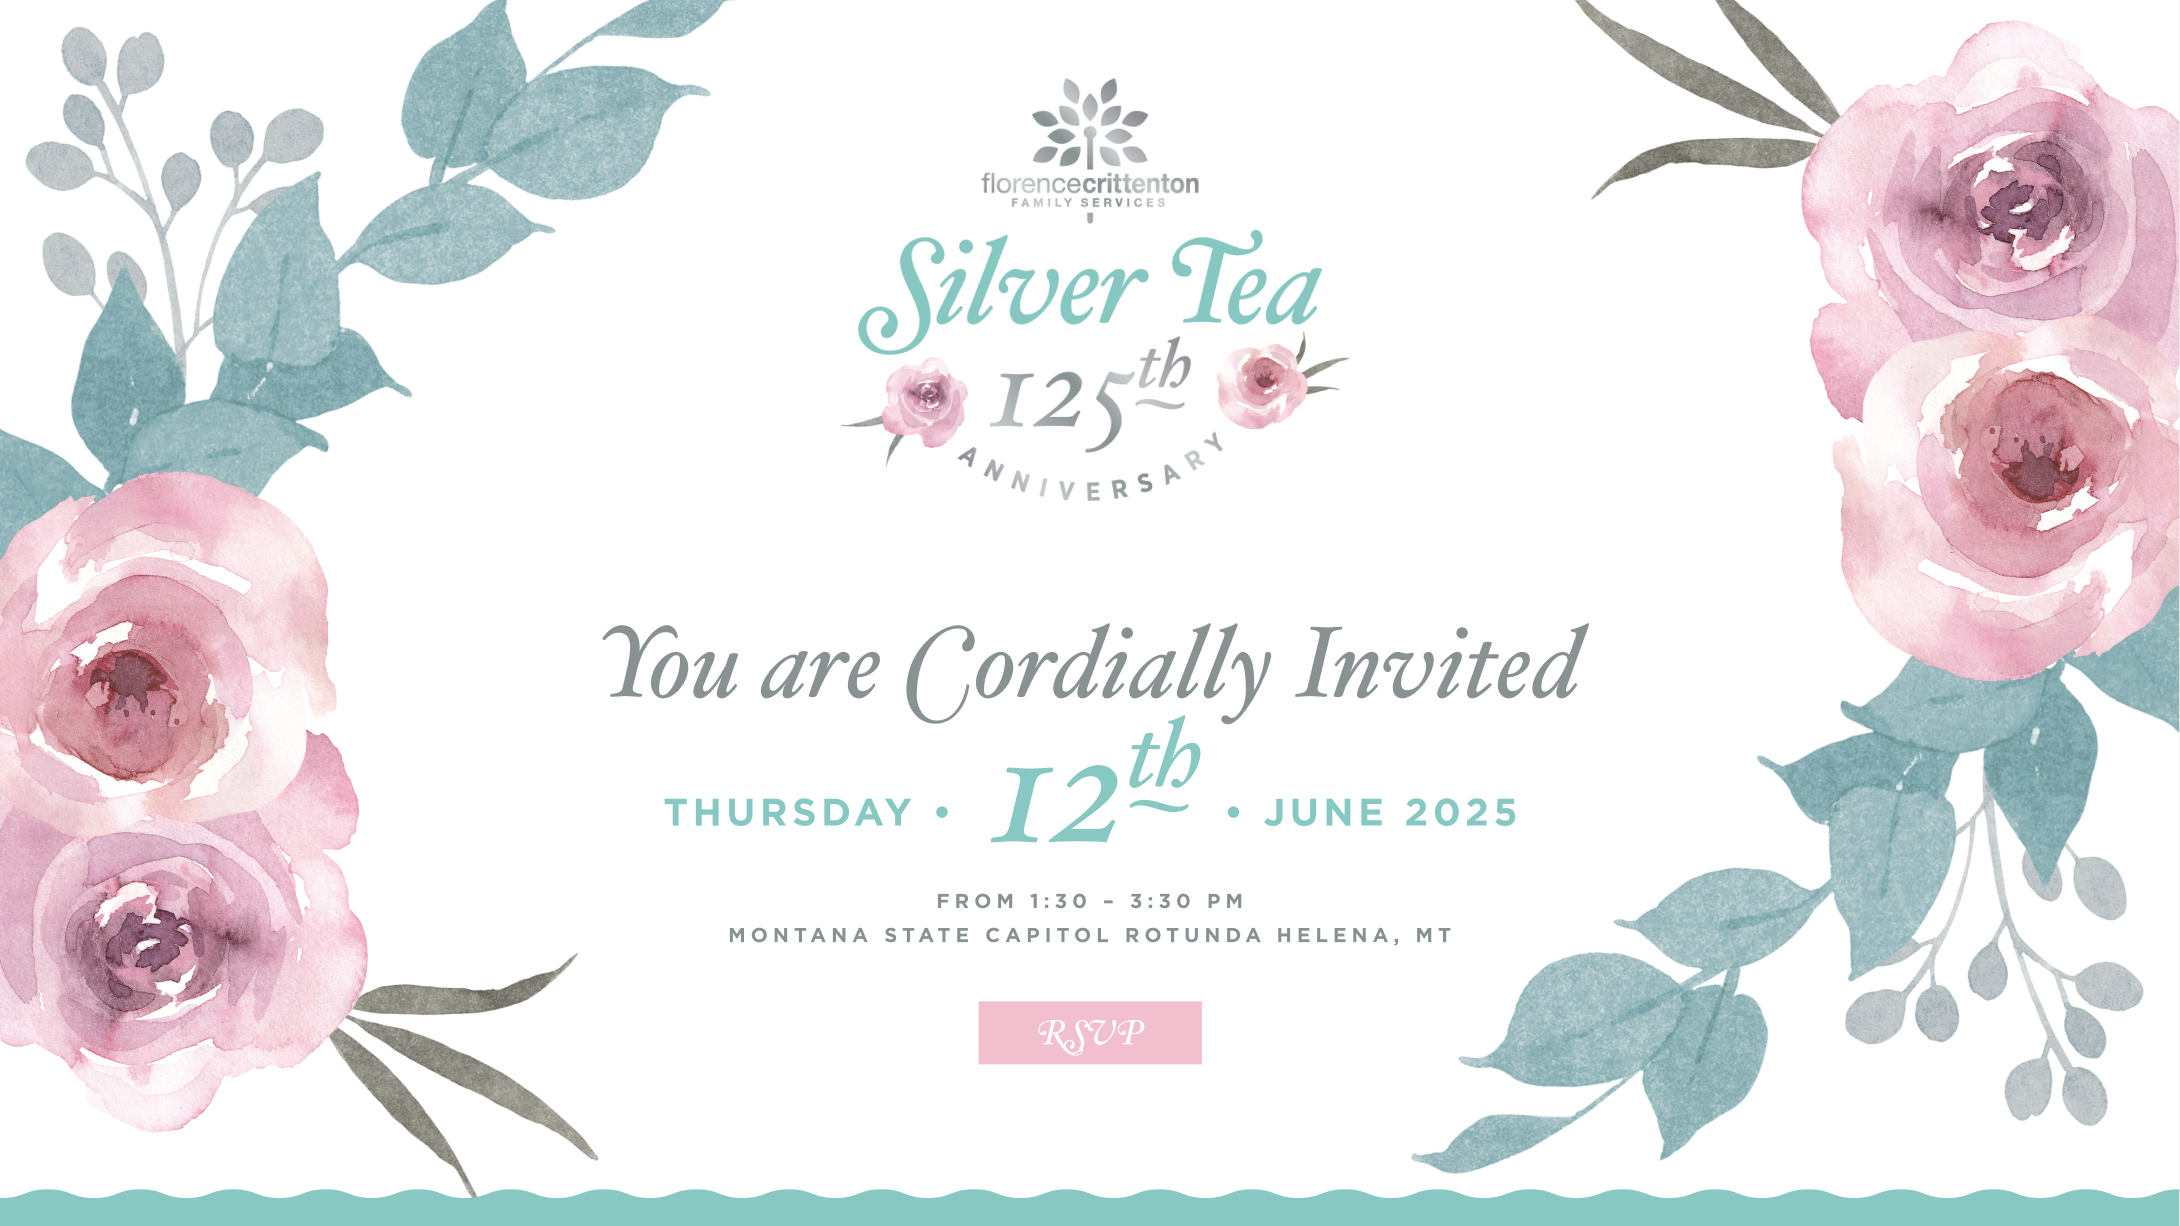 florencecrittenton
FAMILY SERVICES
Silver Tea
125th
ANNIVERSARY
You are Cordially Invited
THURSDAY • 12th • JUNE 2025
FROM 1:30 – 3:30 PM
MONTANA STATE CAPITOL ROTUNDA HELENA, MT
RSVP